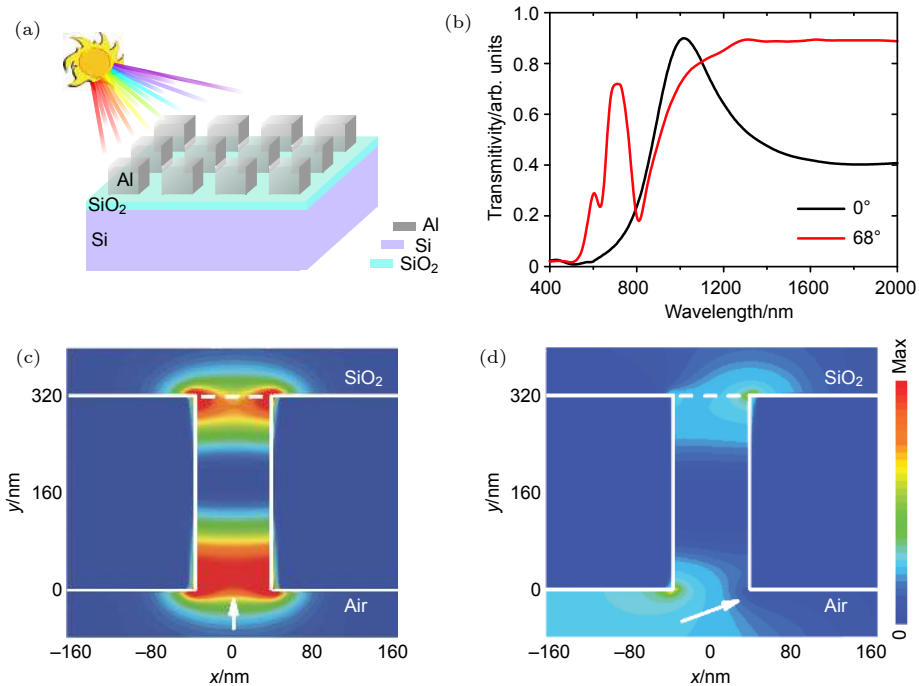 (a)
Al
SiO2
Si
Al
Si
SiO2
(b)
Transmitivity/arb. units
1.0
0.8
0.6
0.4
0.2
0
0°
68°
400 800 1200 1600 2000
Wavelength/nm
(c)
y/nm
320
160
0
SiO2
Air
−160 −80 0 80 160
x/nm
(d)
y/nm
320
160
0
SiO2
Air
−160 −80 0 80 160
x/nm
Max
0